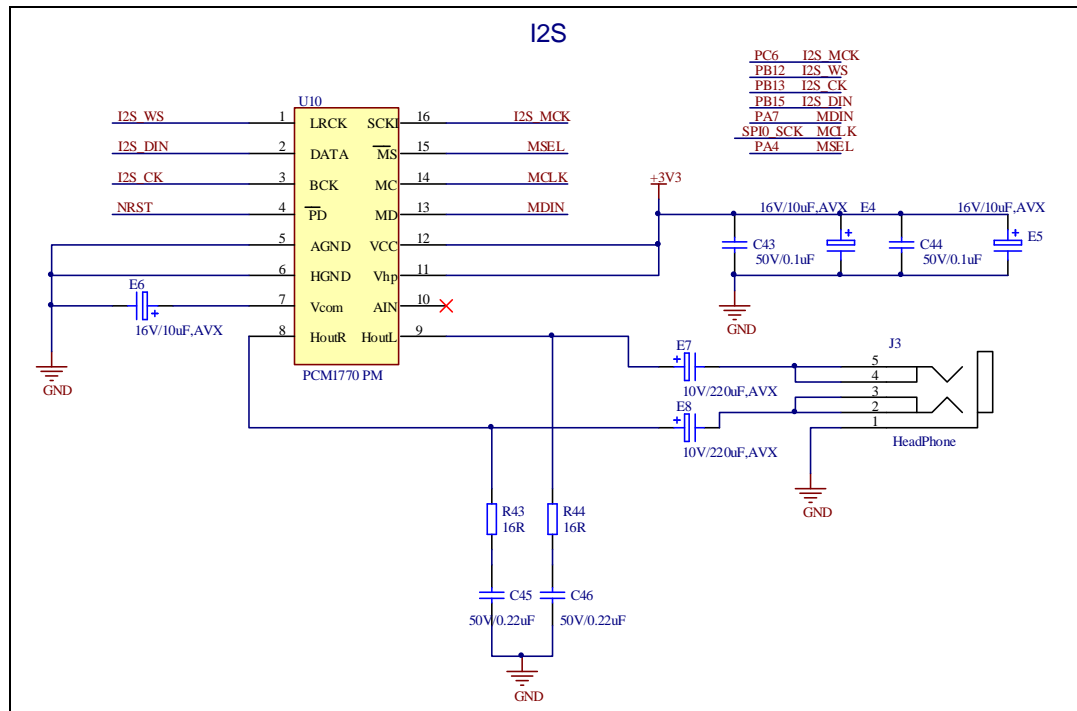 I2S
PC6 I2S_MCK
PB12 I2S_WS
PB13 I2S_CK
PB15 I2S_DIN
PA7 MDIN
SPI0_SCK MCLK
PA4 MSEL
U10
I2S_WS 1 LRCK SCKI 16 I2S_MCK
I2S_DIN 2 DATA MS 15 MSEL
I2S_CK 3 BCK MC 14 MCLK
NRST 4 PD MD 13 MDIN
5 AGND VCC 12
6 HGND Vhp 11
7 Vcom AIN 10
8 HoutR HoutL 9
PCM1770 PM
+3V3
16V/10uF,AVX E4 16V/10uF,AVX
C43 C44 E5
50V/0.1uF 50V/0.1uF
GND
E6
16V/10uF,AVX
GND
E7
10V/220uF,AVX
E8
10V/220uF,AVX
J3
5
4
3
2
1
HeadPhone
GND
R43 R44
16R 16R
C45 C46
50V/0.22uF 50V/0.22uF
GND